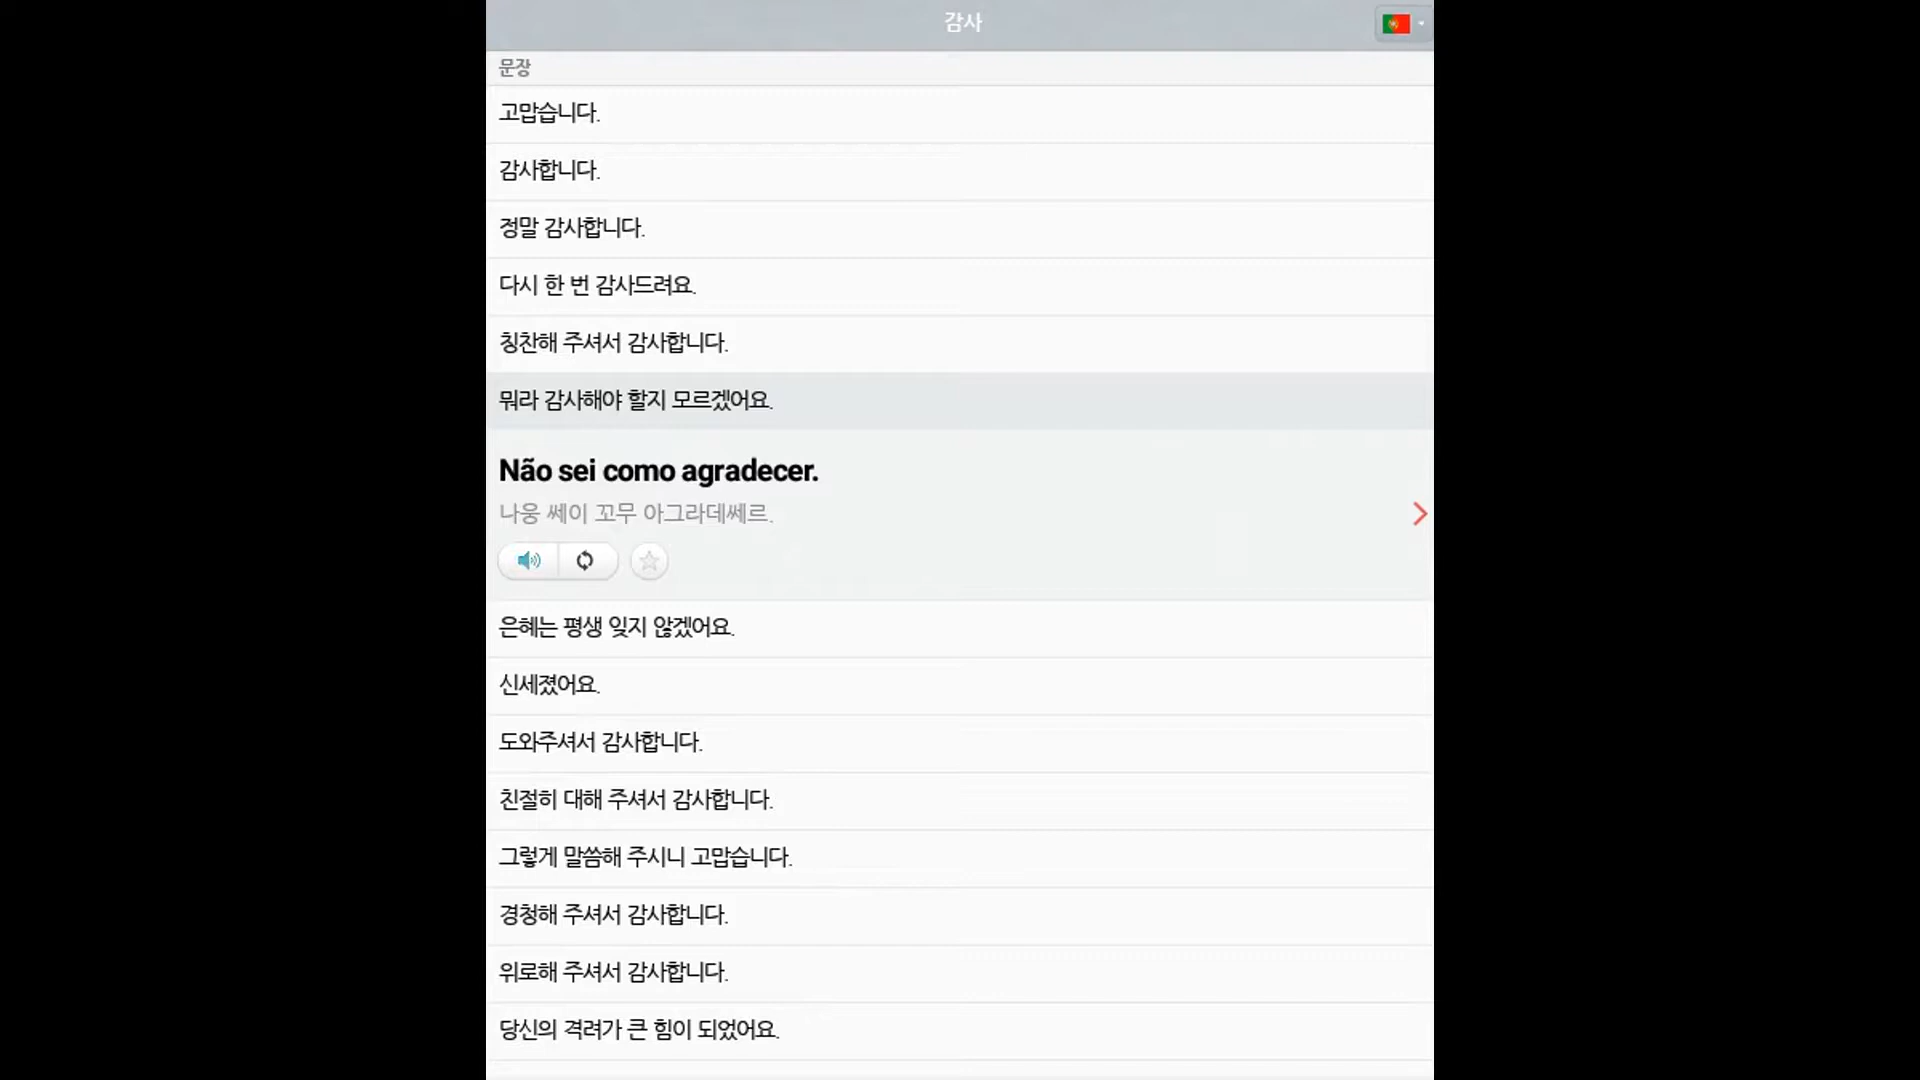 감사
문장
고맙습니다.
감사합니다.
정말 감사합니다.
다시 한 번 감사드려요.
칭찬해 주셔서 감사합니다.
뭐라 감사해야 할지 모르겠어요.
Não sei como agradecer.
나웅 쎄이 꼬무 아그라데쎄르.
은혜는 평생 잊지 않겠어요.
신세졌어요.
도와주셔서 감사합니다.
친절히 대해 주셔서 감사합니다.
그렇게 말씀해 주시니 고맙습니다.
경청해 주셔서 감사합니다.
위로해 주셔서 감사합니다.
당신의 격려가 큰 힘이 되었어요.